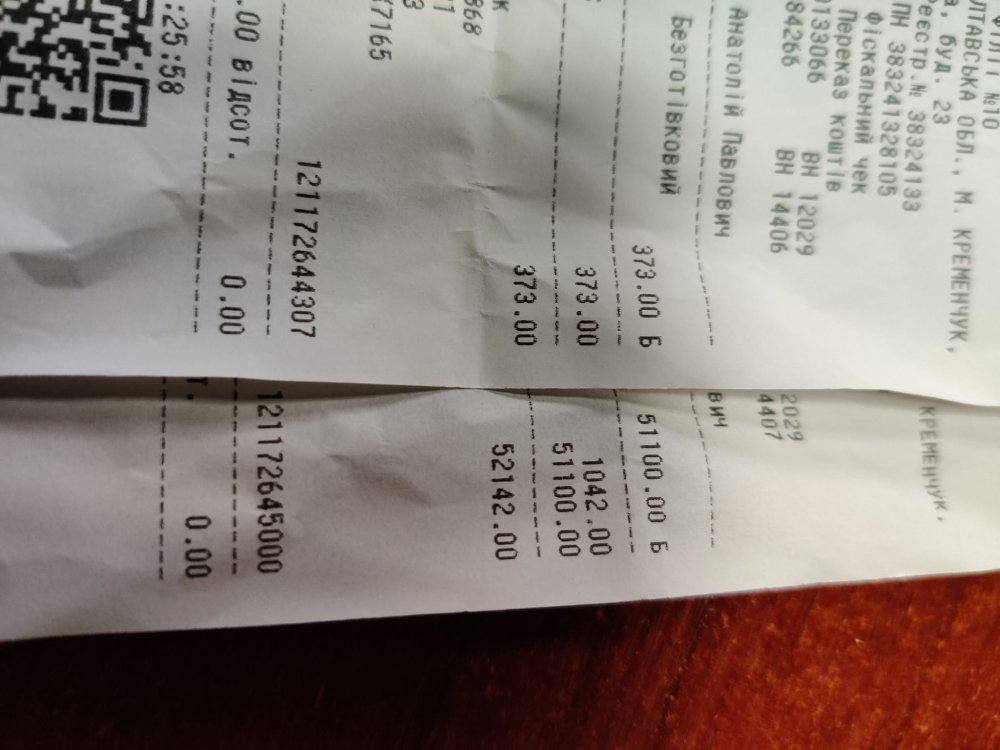 ФІЛІЇ №10
ЛТАВСЬКА ОБЛ., М. КРЕМЕНЧУК,
а, буд. 23
Реєстр.№ 38324133
ПН 383241328105
Фіскальний чек
Переказ коштів
0133066 ВН 12029
84266 ВН 14406
Анатолій Павлович
Безготівковий
373.00 Б
373.00
373.00
868
7165
121172644307
.00 відсот. 0.00
:25:58
КРЕМЕНЧУК,
2029
4407
вич
51100.00 Б
1042.00
51100.00
52142.00
121172645000
т. 0.00